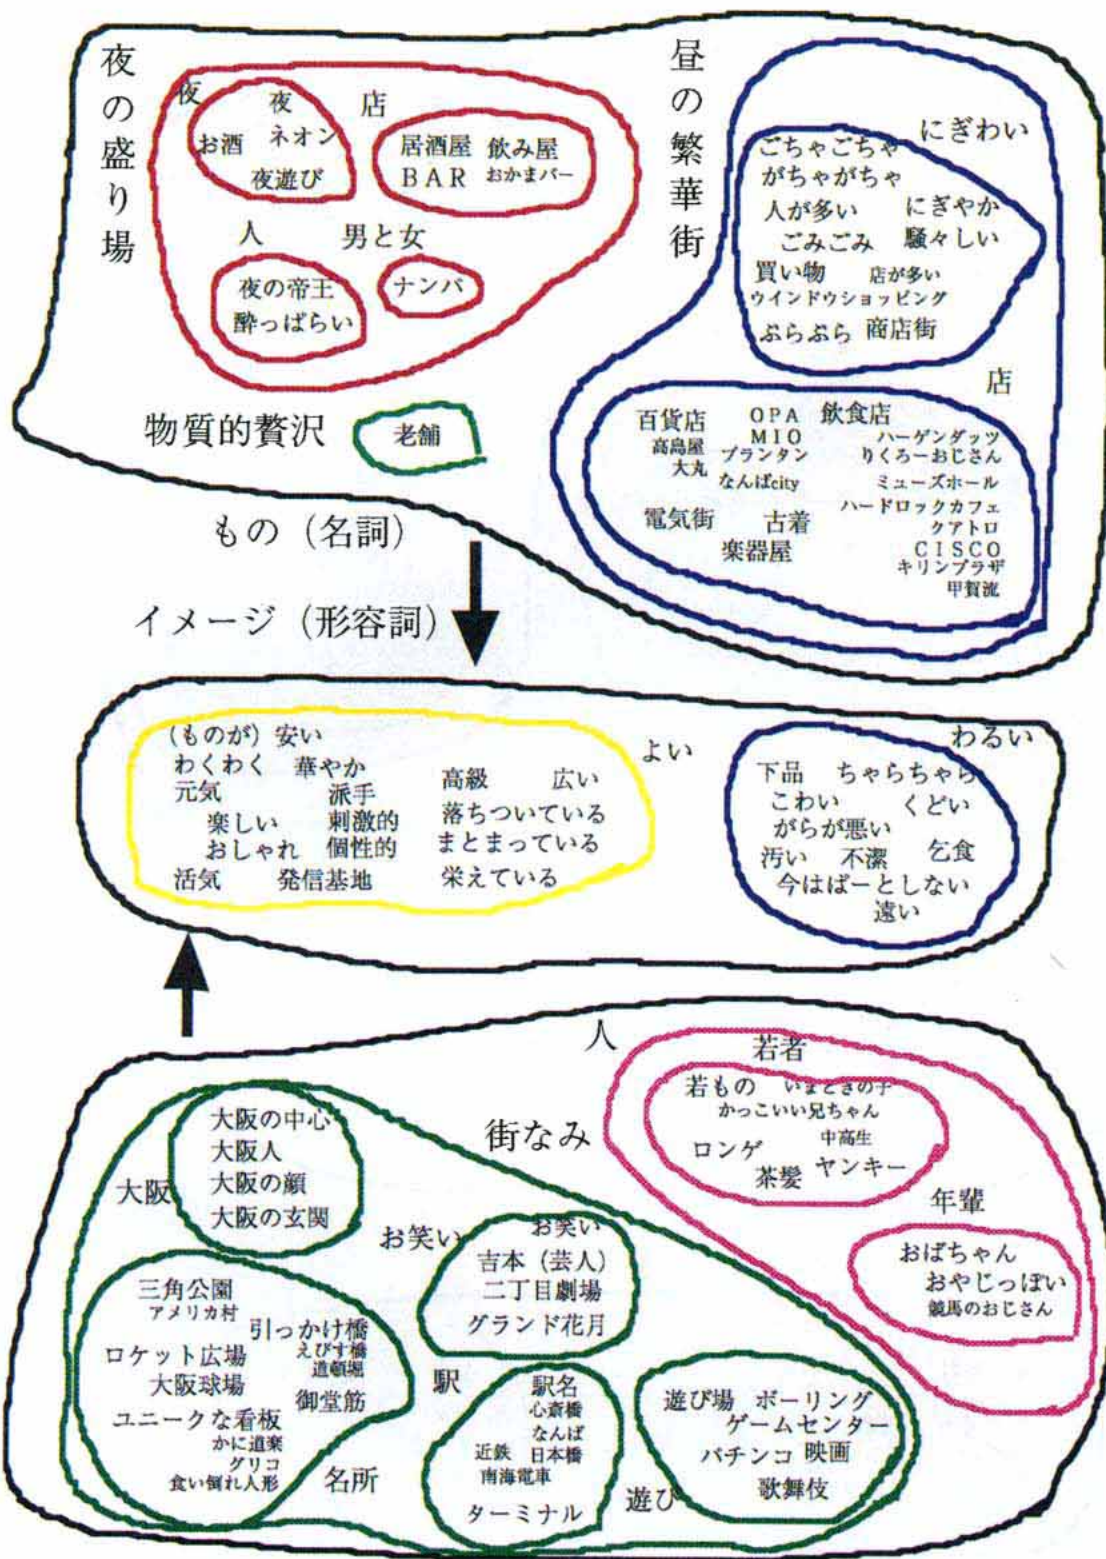 夜の盛り場
夜
夜
お酒
ネオン
夜遊び
店
居酒屋 飲み屋
BAR おかまバー
人
夜の帝王
酔っぱらい
男と女
ナンパ
物質的贅沢
老舗
昼の繁華街
にぎわい
ごちゃごちゃ
がちゃがちゃ
人が多い にぎやか
ごみごみ 騒々しい
買い物 店が多い
ウインドウショッピング
ぶらぶら 商店街
店
百貨店
高島屋
大丸
OPA
MIO
プランタン
なんばcity
飲食店
ハーゲンダッツ
りくろーおじさん
ミューズホール
ハードロックカフェ
クアトロ
CISCO
キリンプラザ
甲賀流
電気街 古着
楽器屋
もの（名詞）
イメージ（形容詞）
よい
（ものが）安い
わくわく 華やか
元気 派手
楽しい 刺激的
おしゃれ 個性的
活気 発信基地
高級 広い
落ちついている
まとまっている
栄えている
わるい
下品 ちゃらちゃら
こわい くどい
がらが悪い
汚い 不潔 乞食
今はぱーとしない
遠い
人
若者
若もの いまどきの子
かっこいい兄ちゃん
ロンゲ 中高生
茶髪 ヤンキー
年輩
おばちゃん
おやじっぽい
競馬のおじさん
街なみ
大阪
大阪の中心
大阪人
大阪の顔
大阪の玄関
お笑い
お笑い
吉本（芸人）
二丁目劇場
グランド花月
名所
三角公園
アメリカ村
引っかけ橋
えびす橋
道頓堀
ロケット広場
大阪球場
御堂筋
ユニークな看板
かに道楽
グリコ
食い倒れ人形
駅
駅名
心斎橋
なんば
近鉄 日本橋
南海電車
ターミナル
遊び
遊び場 ボーリング
ゲームセンター
パチンコ 映画
歌舞伎